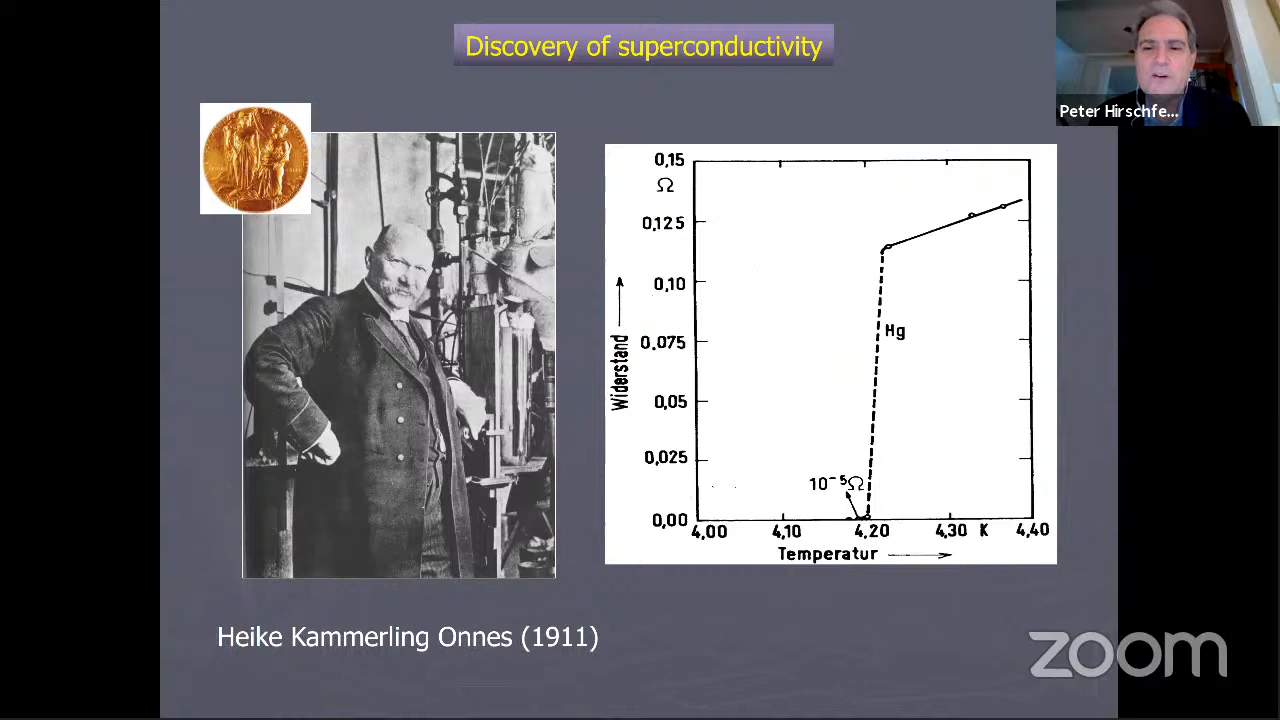 Discovery of superconductivity
Peter Hirschfe...
0,15
Ω
0,125
0,10
0,075
0,05
0,025
0,00
Widerstand
Hg
10⁻⁵Ω
4,00 4,10 4,20 4,30 K 4,40
Temperatur
Heike Kammerling Onnes (1911)
zoom